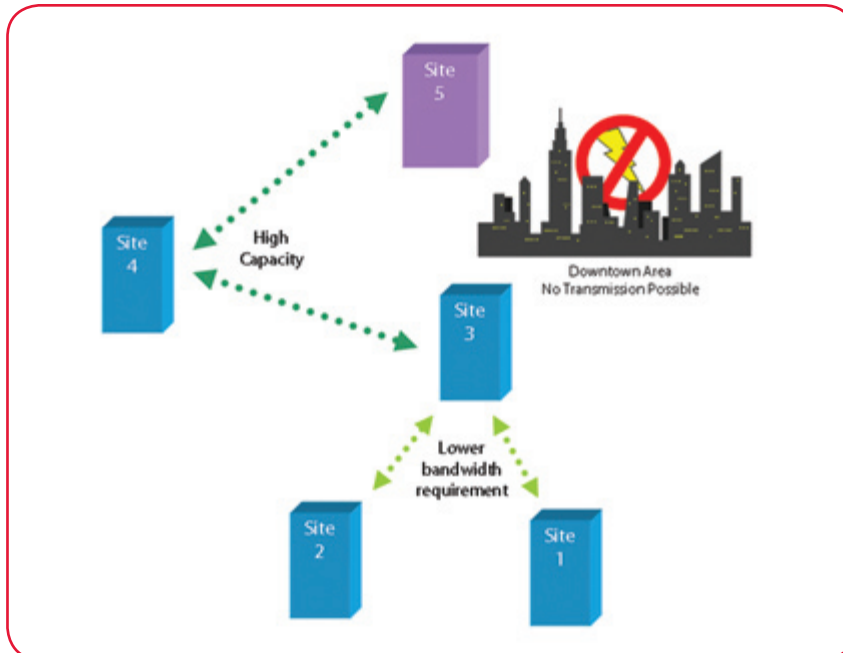 Site
5
Site
4
High
Capacity
Downtown Area
No Transmission Possible
Site
3
Lower
bandwidth
requirement
Site
2
Site
1